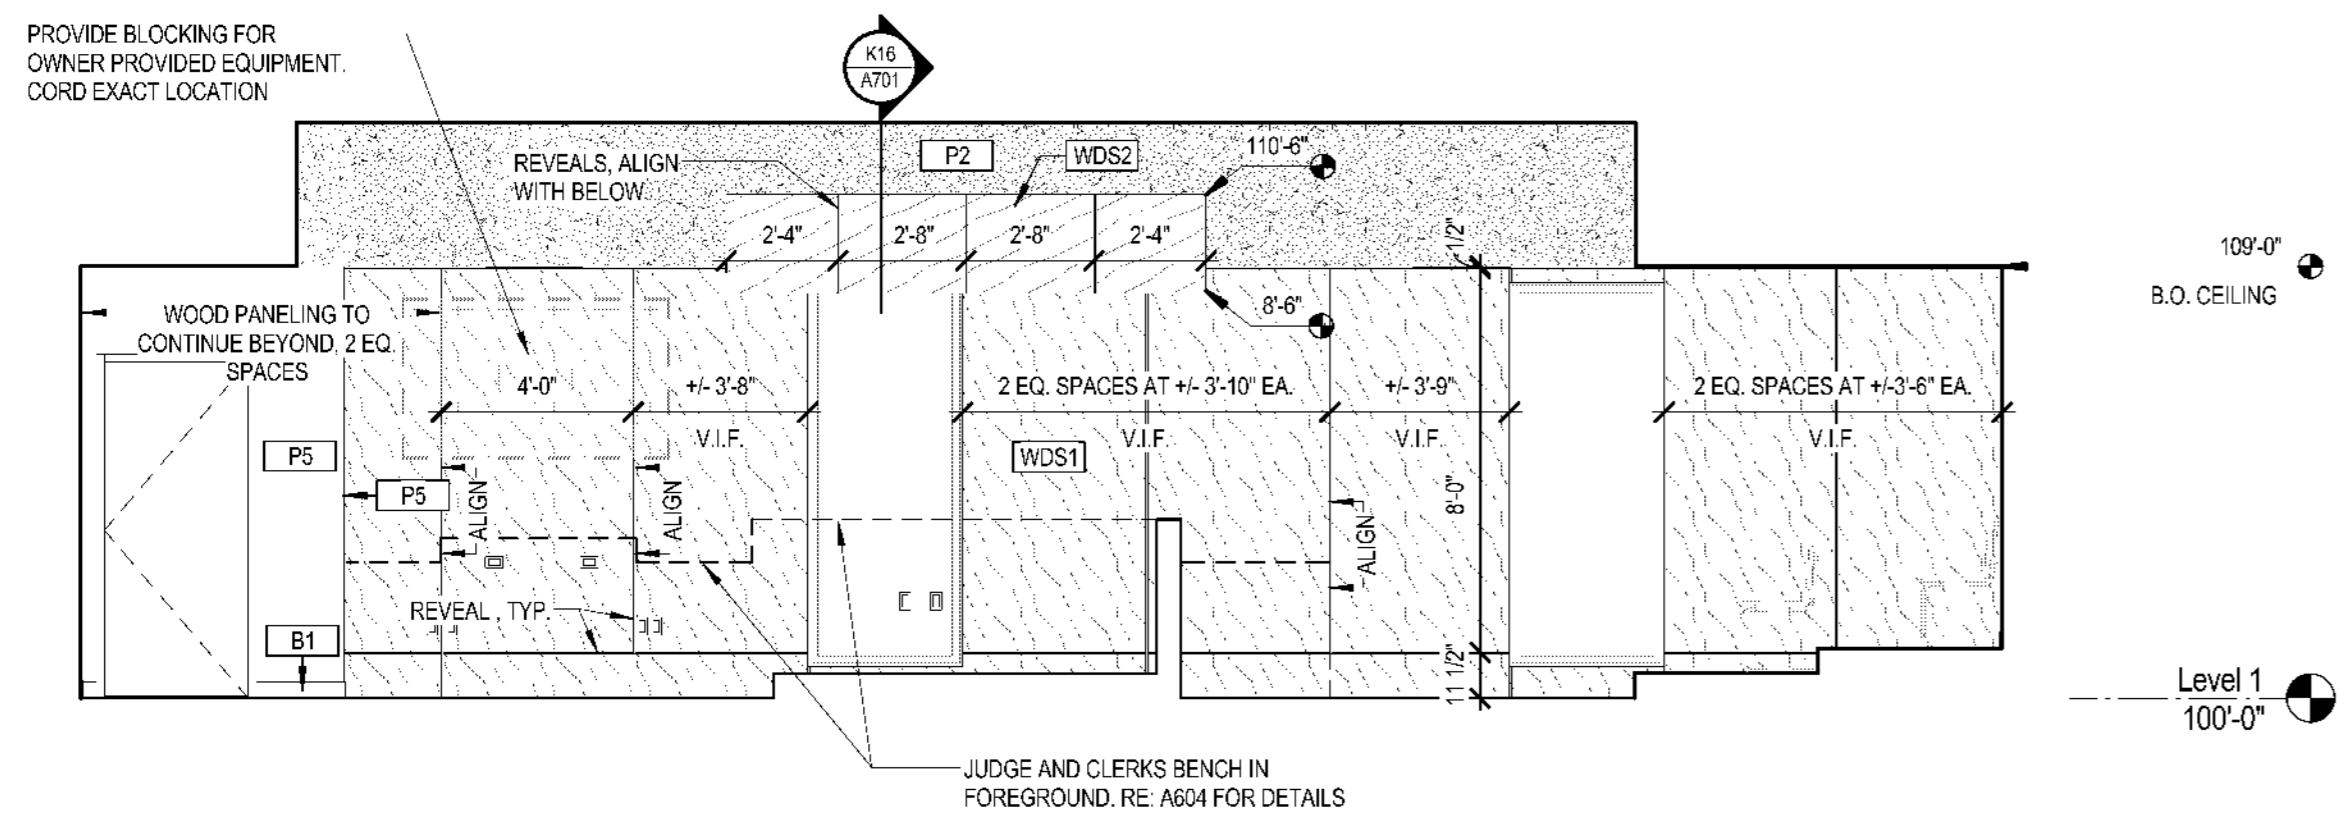 PROVIDE BLOCKING FOR
OWNER PROVIDED EQUIPMENT.
CORD EXACT LOCATION
K16
A701
REVEALS, ALIGN
WITH BELOW.
P2
WDS2
110'-6"
2'-4"
2'-8"
2'-8"
2'-4"
1/2"
109'-0"
B.O. CEILING
8'-6"
WOOD PANELING TO
CONTINUE BEYOND, 2 EQ.
SPACES
4'-0"
+/- 3'-8"
V.I.F.
2 EQ. SPACES AT +/- 3'-10" EA.
V.I.F.
+/- 3'-9"
V.I.F.
2 EQ. SPACES AT +/-3'-6" EA.
V.I.F.
P5
P5
WDS1
ALIGN
ALIGN
ALIGN
8'-0"
REVEAL , TYP.
B1
11 1/2"
Level 1
100'-0"
JUDGE AND CLERKS BENCH IN
FOREGROUND. RE: A604 FOR DETAILS